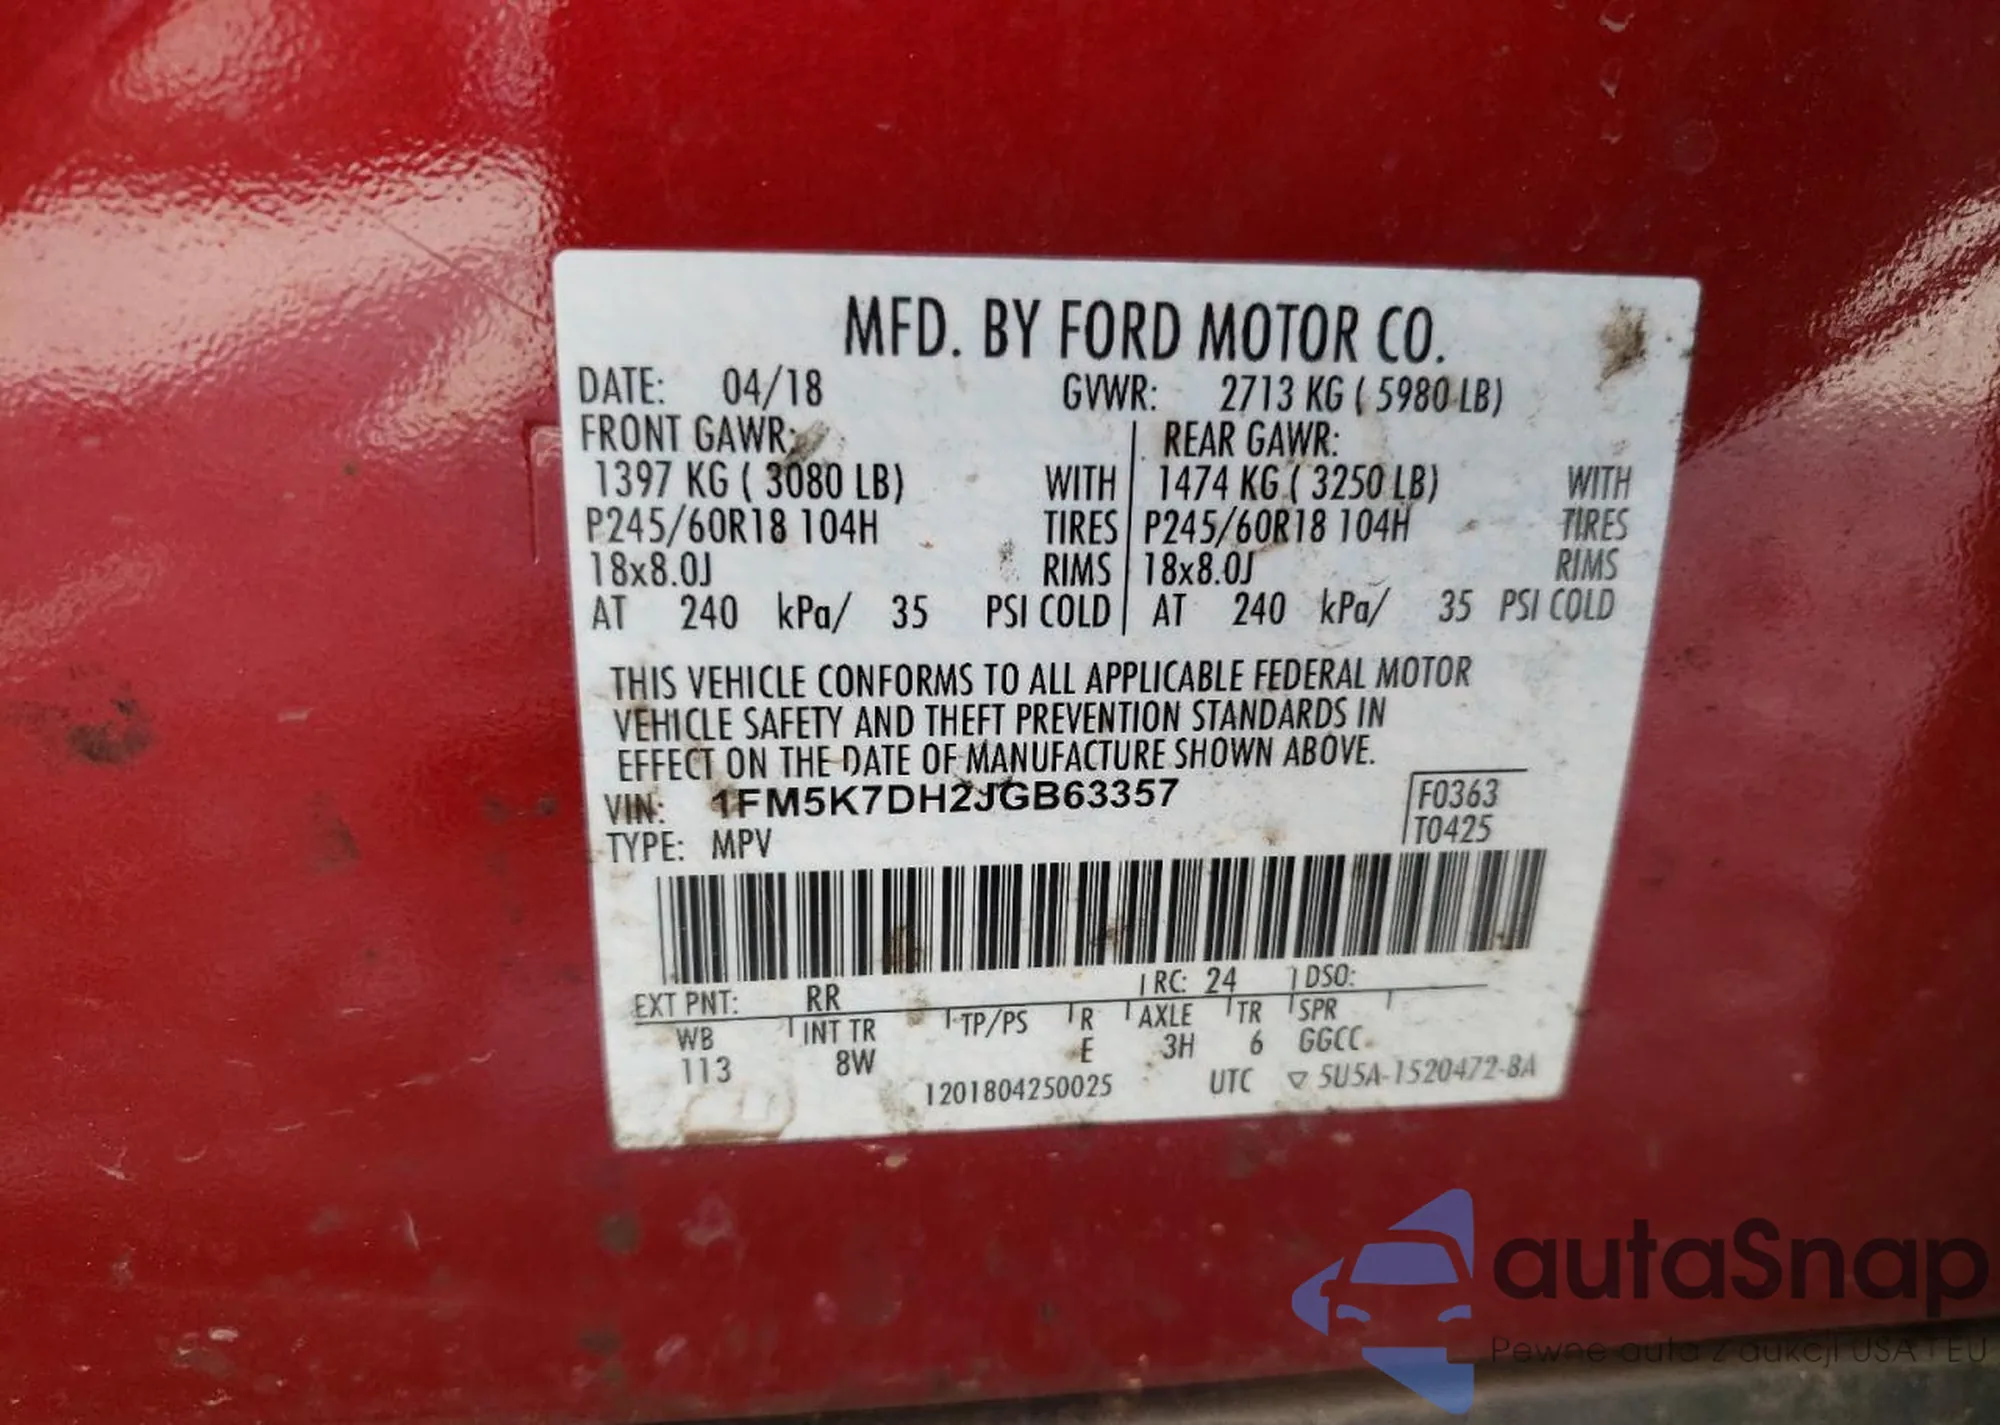 MFD. BY FORD MOTOR CO.
DATE: 04/18 GVWR: 2713 KG ( 5980 LB)
FRONT GAWR: REAR GAWR:
1397 KG ( 3080 LB) WITH 1474 KG ( 3250 LB) WITH
P245/60R18 104H TIRES P245/60R18 104H TIRES
18x8.0J RIMS 18x8.0J RIMS
AT 240 kPa/ 35 PSI COLD AT 240 kPa/ 35 PSI COLD
THIS VEHICLE CONFORMS TO ALL APPLICABLE FEDERAL MOTOR
VEHICLE SAFETY AND THEFT PREVENTION STANDARDS IN
EFFECT ON THE DATE OF MANUFACTURE SHOWN ABOVE.
VIN: 1FM5K7DH2JGB63357 F0363
TYPE: MPV T0425
EXT PNT: RR RC: 24 DSO:
WB INT TR TP/PS R AXLE TR SPR
113 8W E 3H 6 GGCC
1201804250025 UTC ▽ 5U5A-1520472-BA
autaSnap
Pewne auta z aukcji USA i EU